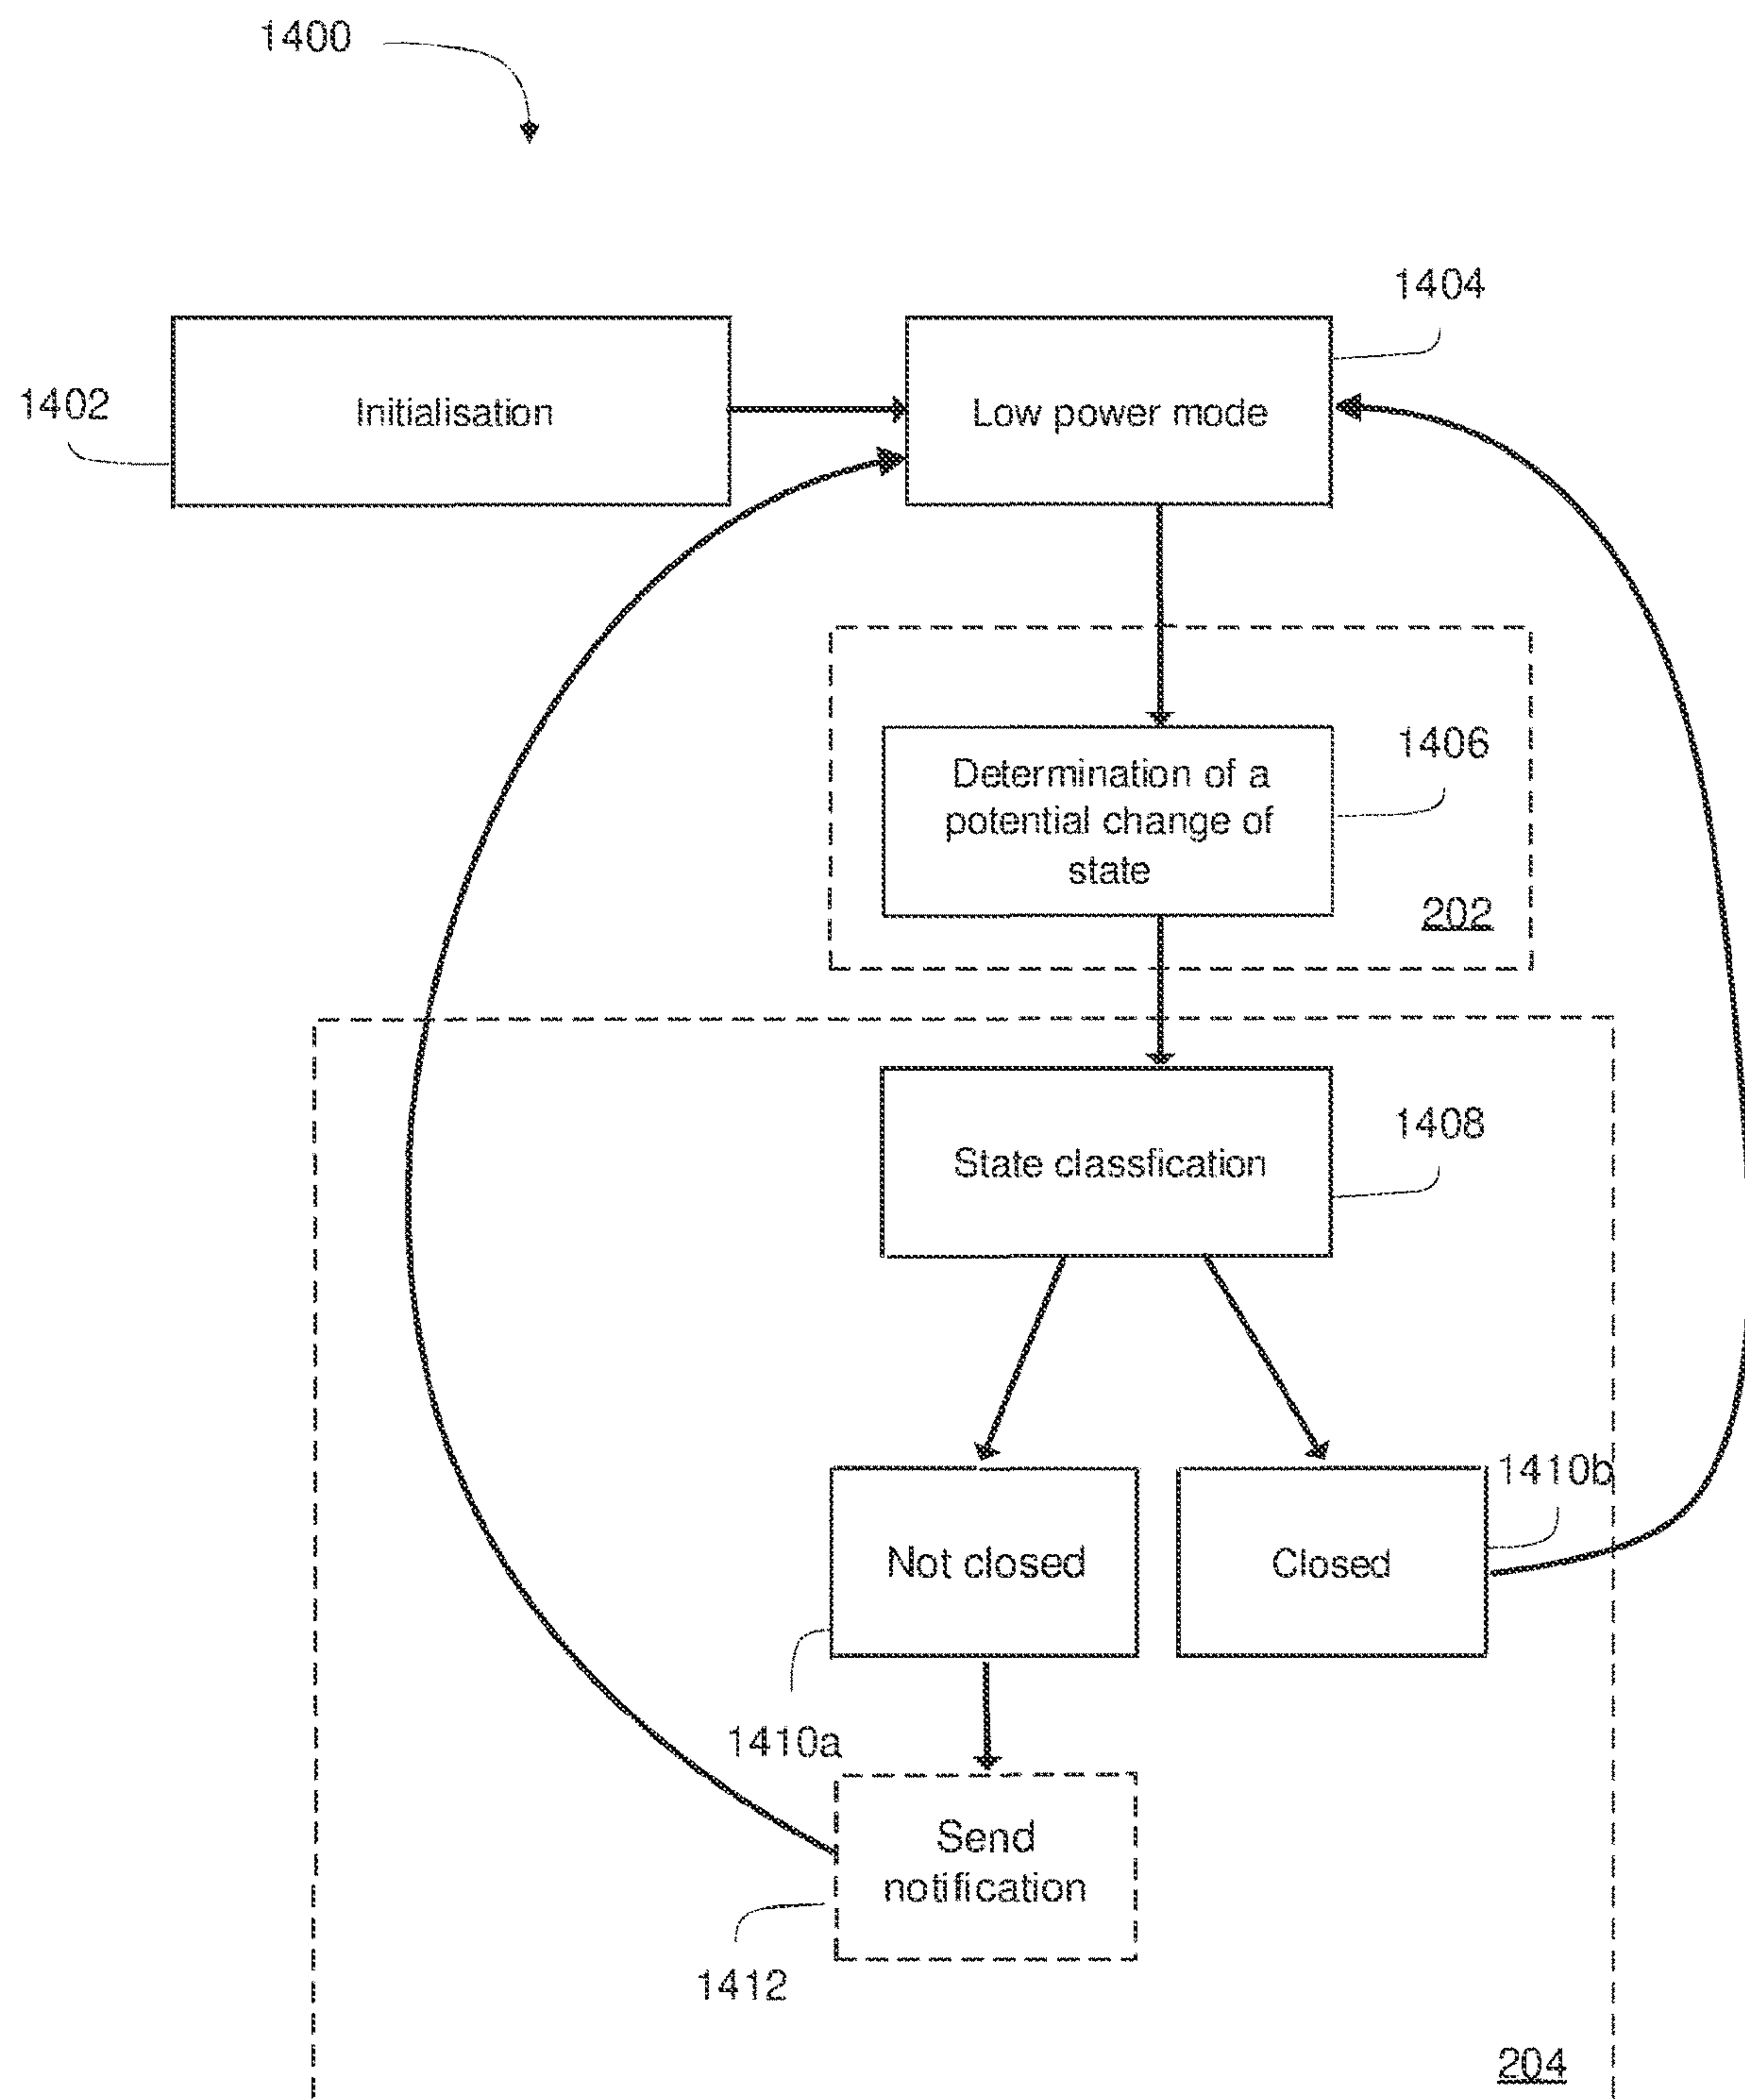 1400
1404
1402
Initialisation
Low power mode
1406
Determination of a
potential change of
state
202
1408
State classfication
1410b
Not closed
Closed
1410a
Send
notification
1412
204